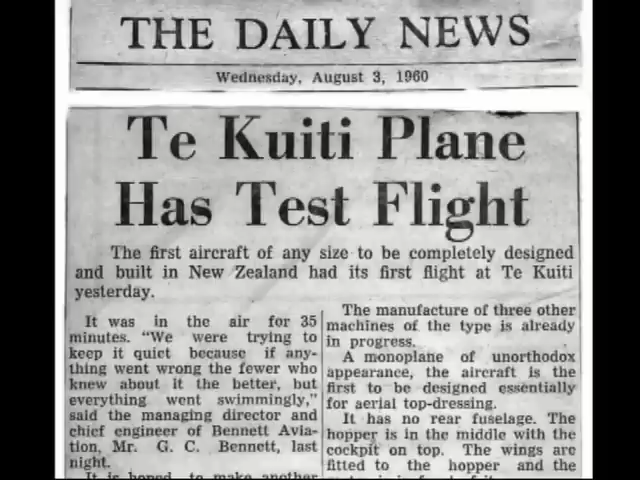 THE DAILY NEWS
Wednesday, August 3, 1960
Te Kuiti Plane
Has Test Flight
The first aircraft of any size to be completely designed
and built in New Zealand had its first flight at Te Kuiti
yesterday.
It was in the air for 35
minutes. "We were trying to
keep it quiet because if any-
thing went wrong the fewer who
knew about it the better, but
everything went swimmingly,"
said the managing director and
chief engineer of Bennett Avia-
tion, Mr. G. C. Bennett, last
night.
It is hoped to make another
The manufacture of three other
machines of the type is already
in progress.
A monoplane of unorthodox
appearance, the aircraft is the
first to be designed essentially
for aerial top-dressing.
It has no rear fuselage. The
hopper is in the middle with the
cockpit on top. The wings are
fitted to the hopper and the